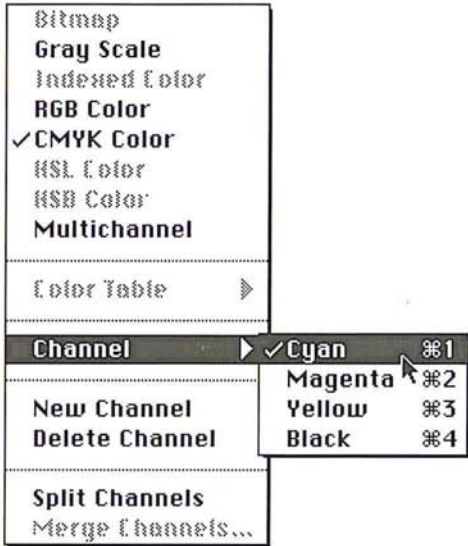 Bitmap
Gray Scale
Indexed Color
RGB Color
✓CMYK Color
HSL Color
HSB Color
Multichannel
Color Table
Channel
✓Cyan ⌘1
Magenta ⌘2
Yellow ⌘3
Black ⌘4
New Channel
Delete Channel
Split Channels
Merge Channels...